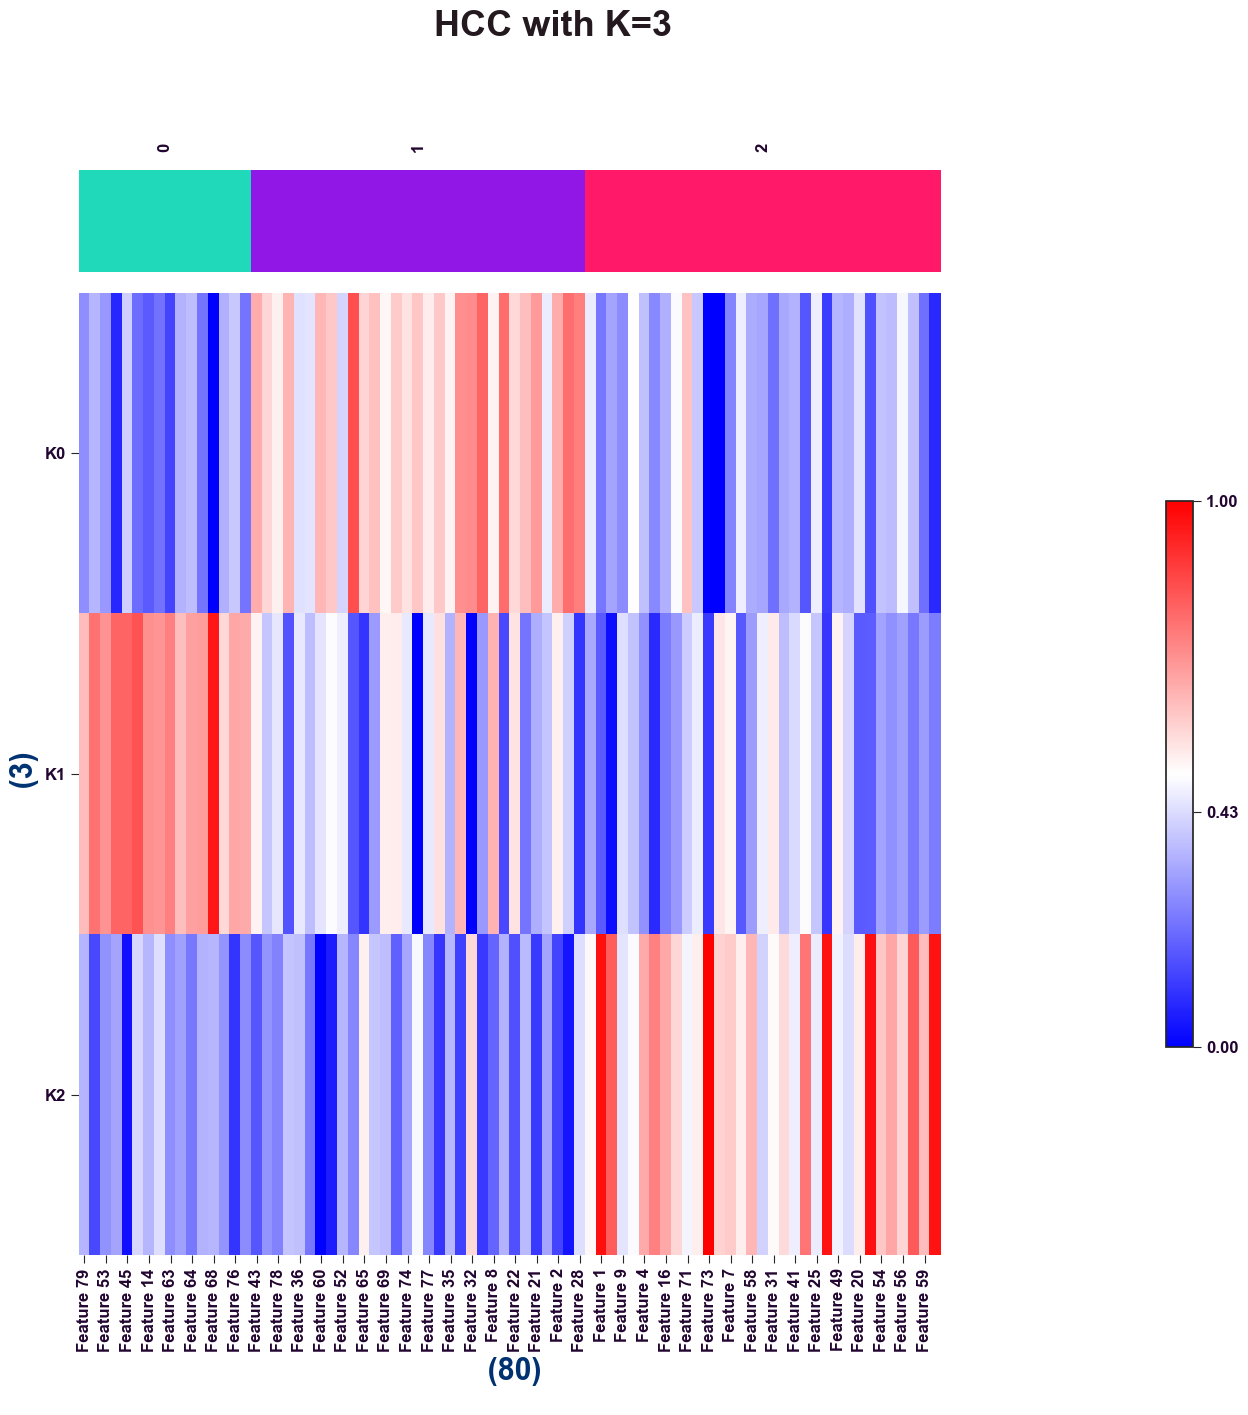 HCC with K=3
0
1
2
K0
K1
K2
(3)
1.00
0.43
0.00
Feature 79
Feature 53
Feature 45
Feature 14
Feature 63
Feature 64
Feature 68
Feature 76
Feature 43
Feature 78
Feature 36
Feature 60
Feature 52
Feature 65
Feature 69
Feature 74
Feature 77
Feature 35
Feature 32
Feature 8
Feature 22
Feature 21
Feature 2
Feature 28
Feature 1
Feature 9
Feature 4
Feature 16
Feature 71
Feature 73
Feature 7
Feature 58
Feature 31
Feature 41
Feature 25
Feature 49
Feature 20
Feature 54
Feature 56
Feature 59
(80)